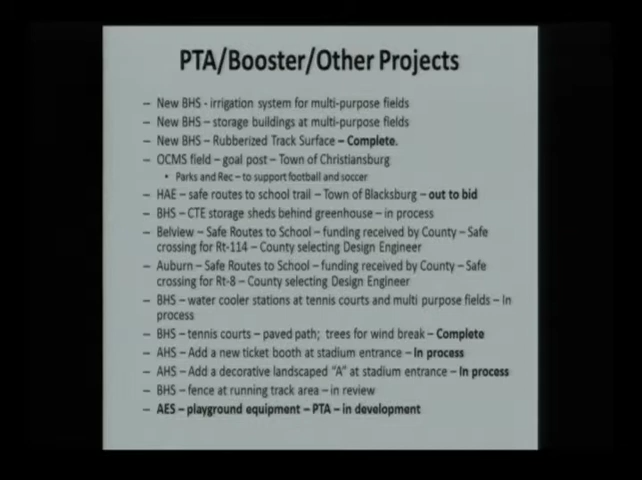 PTA/Booster/Other Projects
– New BHS - irrigation system for multi-purpose fields
– New BHS – storage buildings at multi-purpose fields
– New BHS – Rubberized Track Surface – Complete.
– OCMS field – goal post – Town of Christiansburg
• Parks and Rec – to support football and soccer
– HAE – safe routes to school trail – Town of Blacksburg – out to bid
– BHS – CTE storage sheds behind greenhouse – in process
– Belview – Safe Routes to School – funding received by County – Safe
crossing for Rt-114 – County selecting Design Engineer
– Auburn – Safe Routes to School – funding received by County – Safe
crossing for Rt-8 – County selecting Design Engineer
– BHS – water cooler stations at tennis courts and multi purpose fields – in
process
– BHS – tennis courts – paved path; trees for wind break – Complete
– AHS – Add a new ticket booth at stadium entrance – In process
– AHS – Add a decorative landscaped “A” at stadium entrance – In process
– BHS – fence at running track area – in review
– AES – playground equipment – PTA – in development